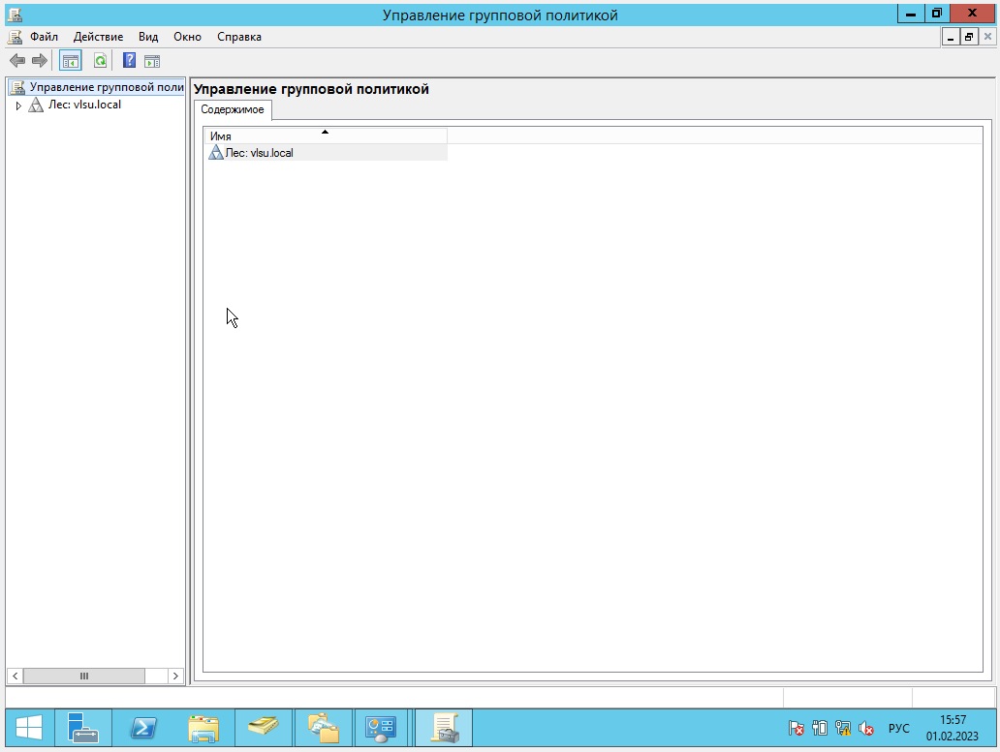 Управление групповой политикой
Файл Действие Вид Окно Справка
Управление групповой поли
Лес: vlsu.local
Управление групповой политикой
Содержимое
Имя
Лес: vlsu.local
РУС
15:57
01.02.2023